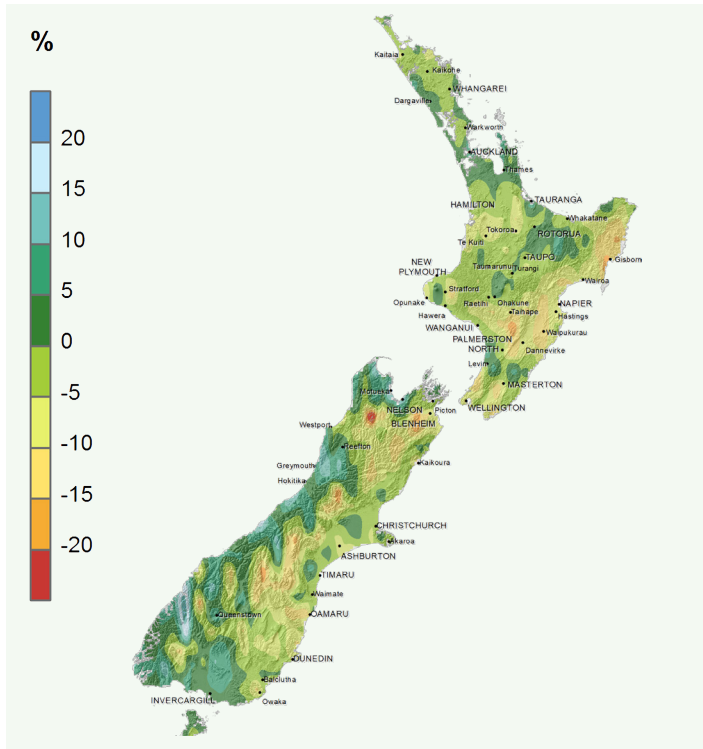 %
20
15
10
5
0
-5
-10
-15
-20
Kaitaia
Kaikohe
WHANGAREI
Dargaville
Warkworth
AUCKLAND
Thames
TAURANGA
HAMILTON
Whakatane
Tokoroa
ROTORUA
Te Kuiti
TAUPO
Gisborn
NEW
PLYMOUTH
Taumarunui
Turangi
Wairoa
Stratford
Opunake
Raetihi
Ohakune
NAPIER
Hawera
Taihape
Hastings
WANGANUI
Waipukurau
PALMERSTON
NORTH
Dannevirke
Levin
MASTERTON
Motueka
NELSON
Picton
WELLINGTON
BLENHEIM
Westport
Reefton
Greymouth
Kaikoura
Hokitika
CHRISTCHURCH
Akaroa
ASHBURTON
TIMARU
Waimate
Queenstown
OAMARU
DUNEDIN
Balclutha
INVERCARGILL
Owaka